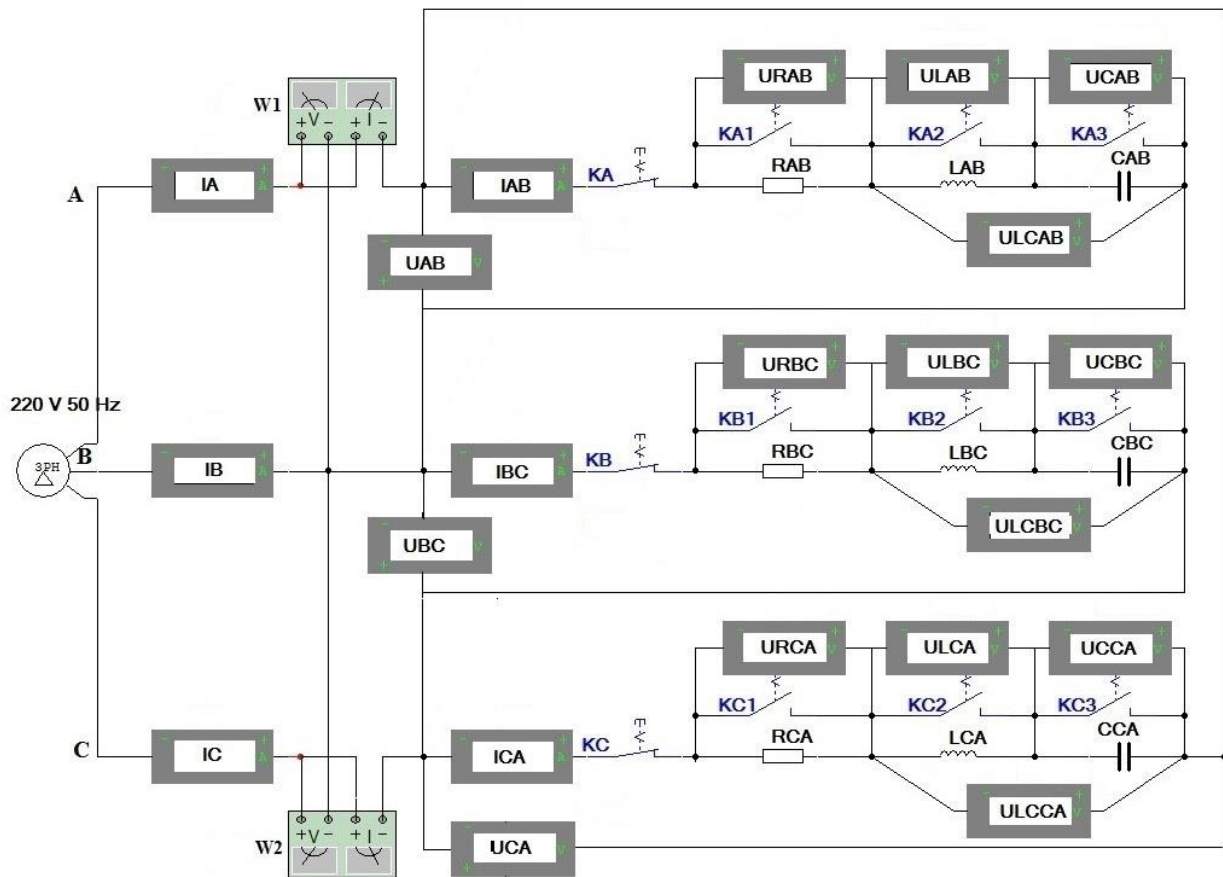 URAB ULAB UCAB
W1
+ V - + I -
KA1 KA2 KA3
E
IA IAB KA RAB LAB CAB
A
ULCAB
UAB
URBC ULBC UCBC
220 V 50 Hz
E
KB1 KB2 KB3
B
3PH IB IBC KB RBC LBC CBC
ULCBC
UBC
URCA ULCA UCCA
E
KC1 KC2 KC3
C IC ICA KC RCA LCA CCA
ULCCA
+ V - + I -
W2
UCA